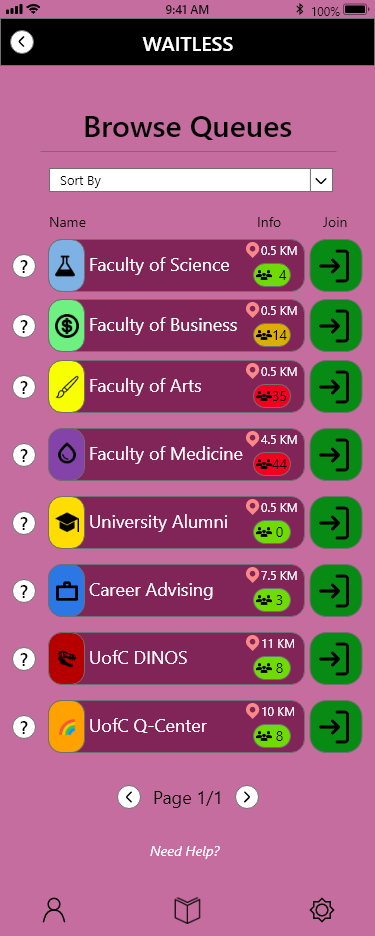 9:41 AM 100%
WAITLESS
Browse Queues
Sort By
Name Info Join
? Faculty of Science 0.5 KM
4
? Faculty of Business 0.5 KM
$ 14
? Faculty of Arts 0.5 KM
35
? Faculty of Medicine 4.5 KM
44
? University Alumni 0.5 KM
0
? Career Advising 7.5 KM
3
? UofC DINOS 11 KM
8
? UofC Q-Center 10 KM
8
Page 1/1
Need Help?